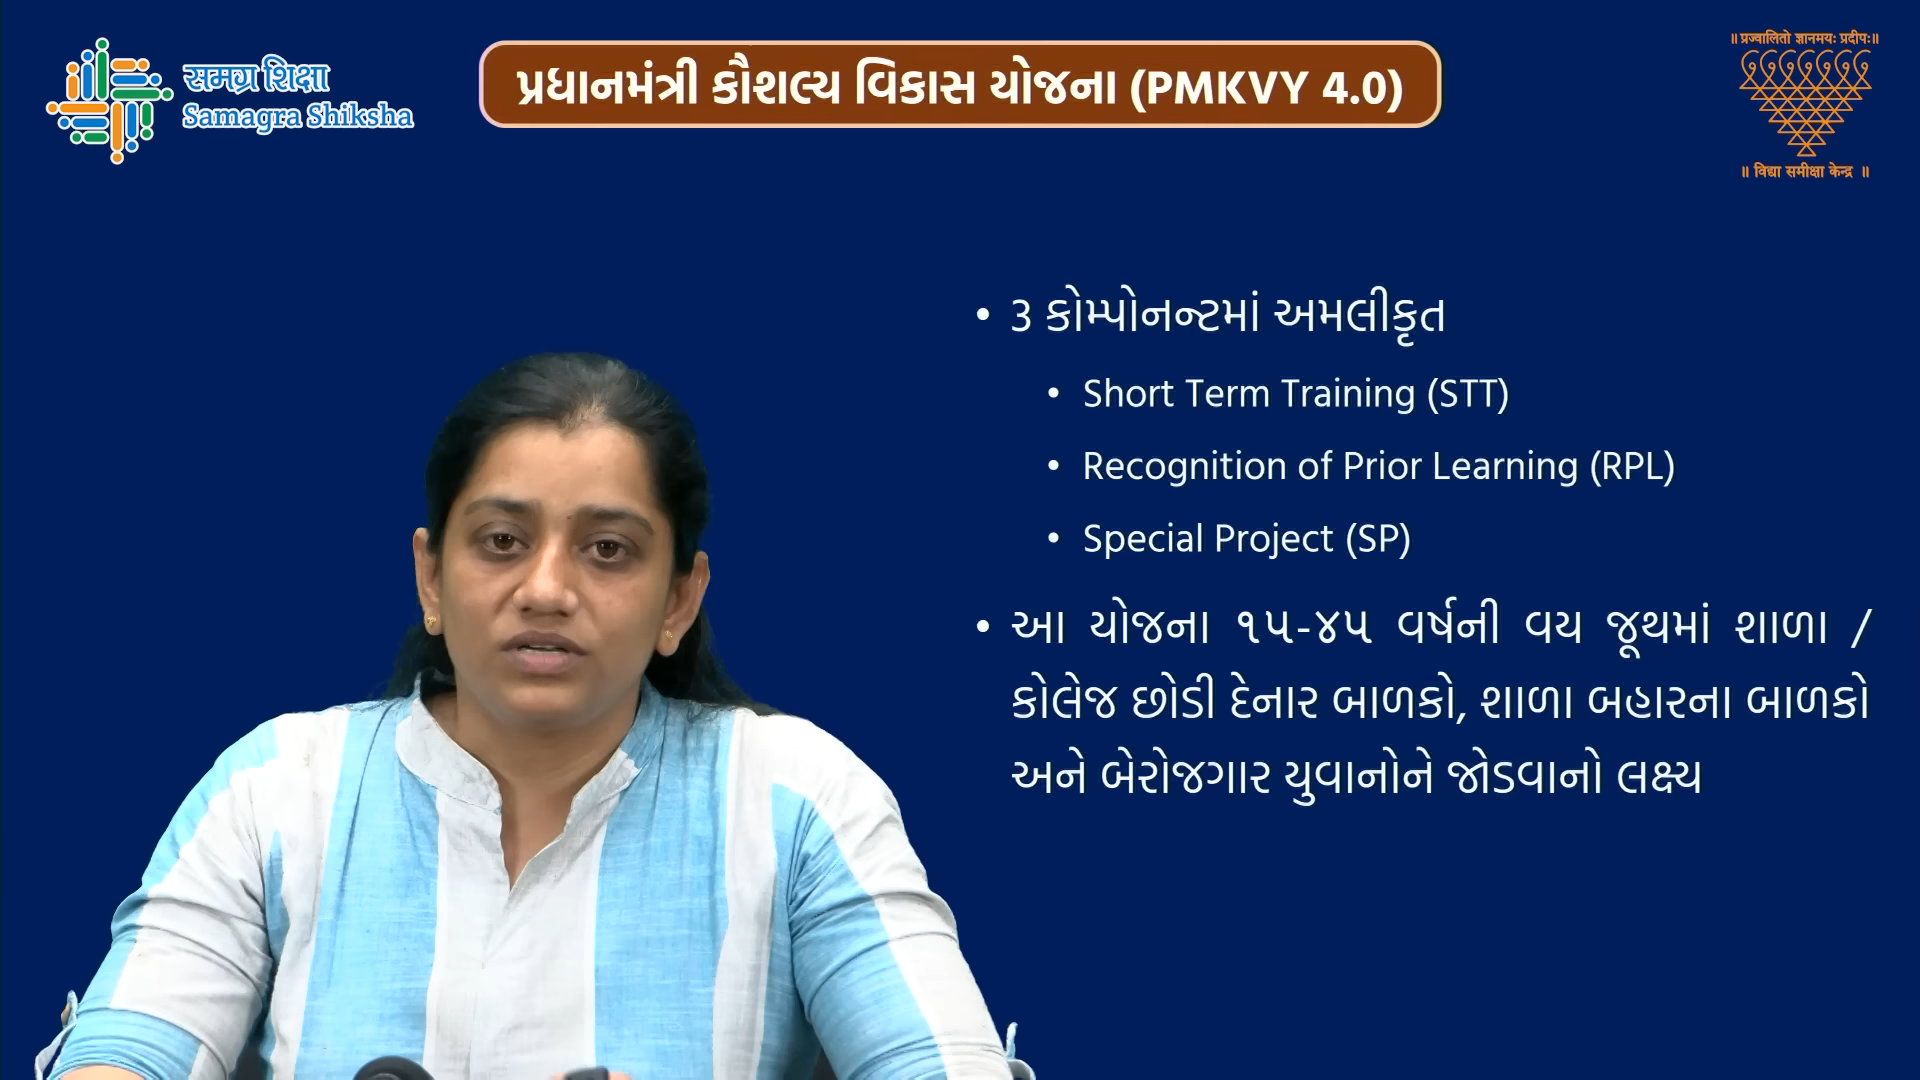 समग्र शिक्षा
Samagra Shiksha
પ્રધાનમંત્રી કૌશલ્ય વિકાસ યોજના (PMKVY 4.0)
॥ प्रज्वालितो ज्ञानमयः प्रदीपः॥
॥ विद्या समीक्षा केन्द्र ॥
• 3 કોમ્પોનન્ટમાં અમલીકૃત
• Short Term Training (STT)
• Recognition of Prior Learning (RPL)
• Special Project (SP)
• આ યોજના ૧૫-૪૫ વર્ષની વય જૂથમાં શાળા /
કોલેજ છોડી દેનાર બાળકો, શાળા બહારના બાળકો
અને બેરોજગાર યુવાનોને જોડવાનો લક્ષ્ય